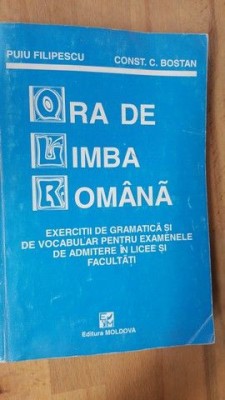 PUIU FILIPESCU
CONST. C. BOSTAN
ORA DE
LIMBA
ROMÂNĂ
EXERCITII DE GRAMATICĂ ȘI
DE VOCABULAR PENTRU EXAMENELE
DE ADMITERE ÎN LICEE ȘI
FACULTĂȚI
Editura MOLDOVA